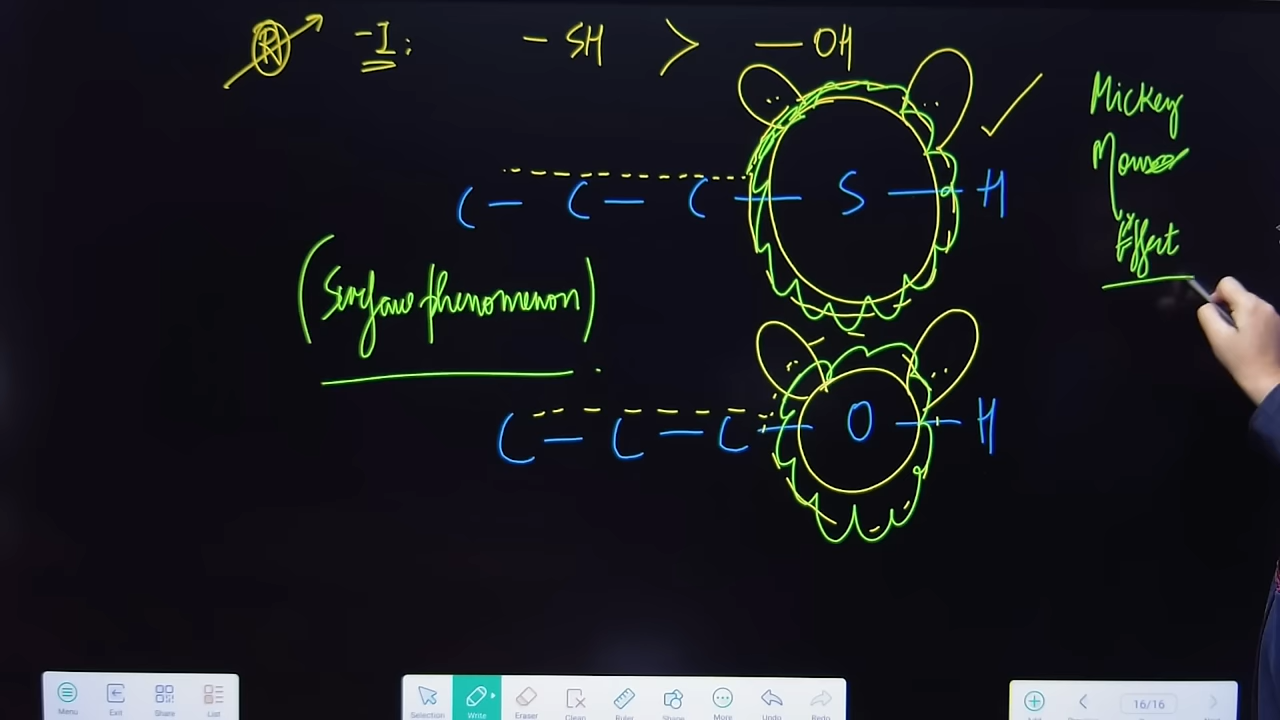 R -I: -SH > -OH
Mickey
Mouse
Effect
C - C - C - S - H
(Surface phenomenon)
C - C - C - O - H
Menu Exit Share List Selection Write Eraser Clean Ruler Shape More Undo Redo 16/16